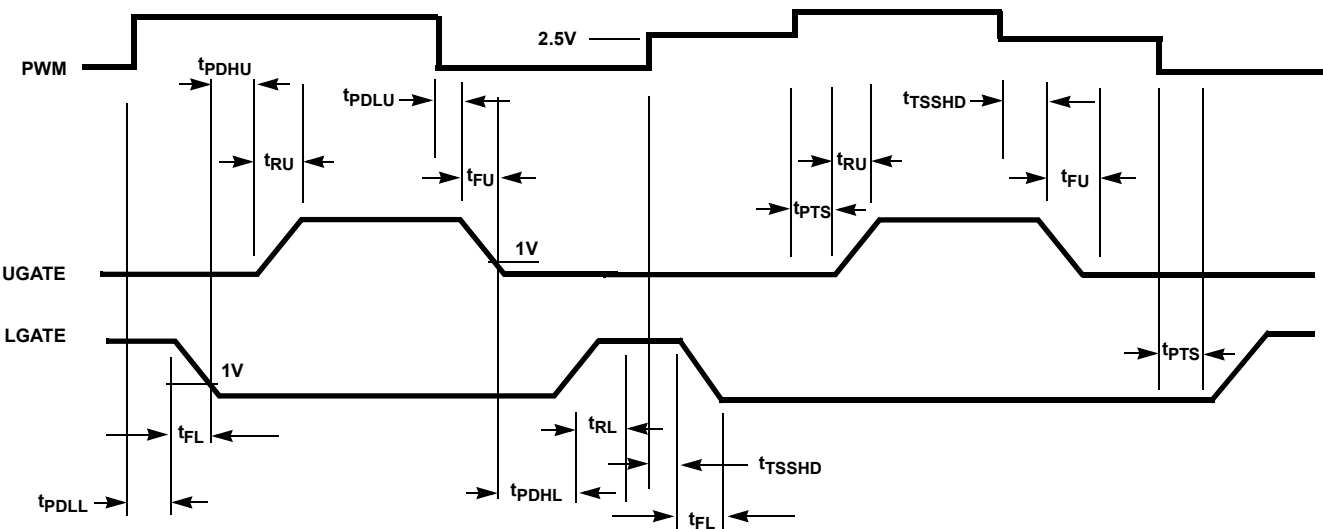 2.5V
PWM
tPDHU
tPDLU
tTSSHD
tRU
tFU
tRU
tFU
tPTS
1V
UGATE
LGATE
tPTS
1V
tFL
tRL
tTSSHD
tPDLL
tPDHL
tFL